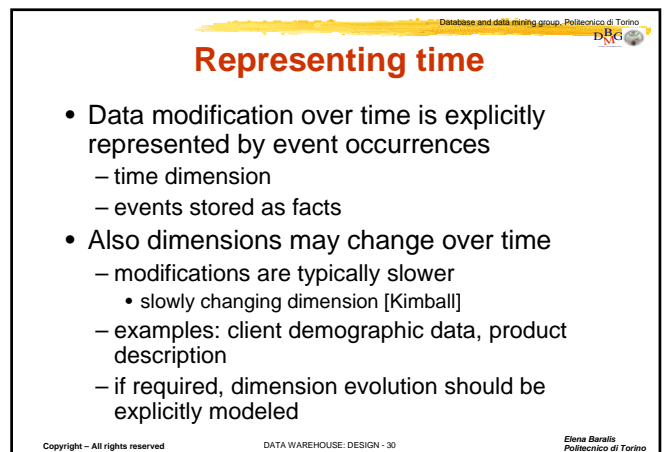 Database and data mining group, Politecnico di Torino
DBMG
Representing time
• Data modification over time is explicitly
represented by event occurrences
– time dimension
– events stored as facts
• Also dimensions may change over time
– modifications are typically slower
• slowly changing dimension [Kimball]
– examples: client demographic data, product
description
– if required, dimension evolution should be
explicitly modeled
Copyright – All rights reserved
DATA WAREHOUSE: DESIGN - 30
Elena Baralis
Politecnico di Torino